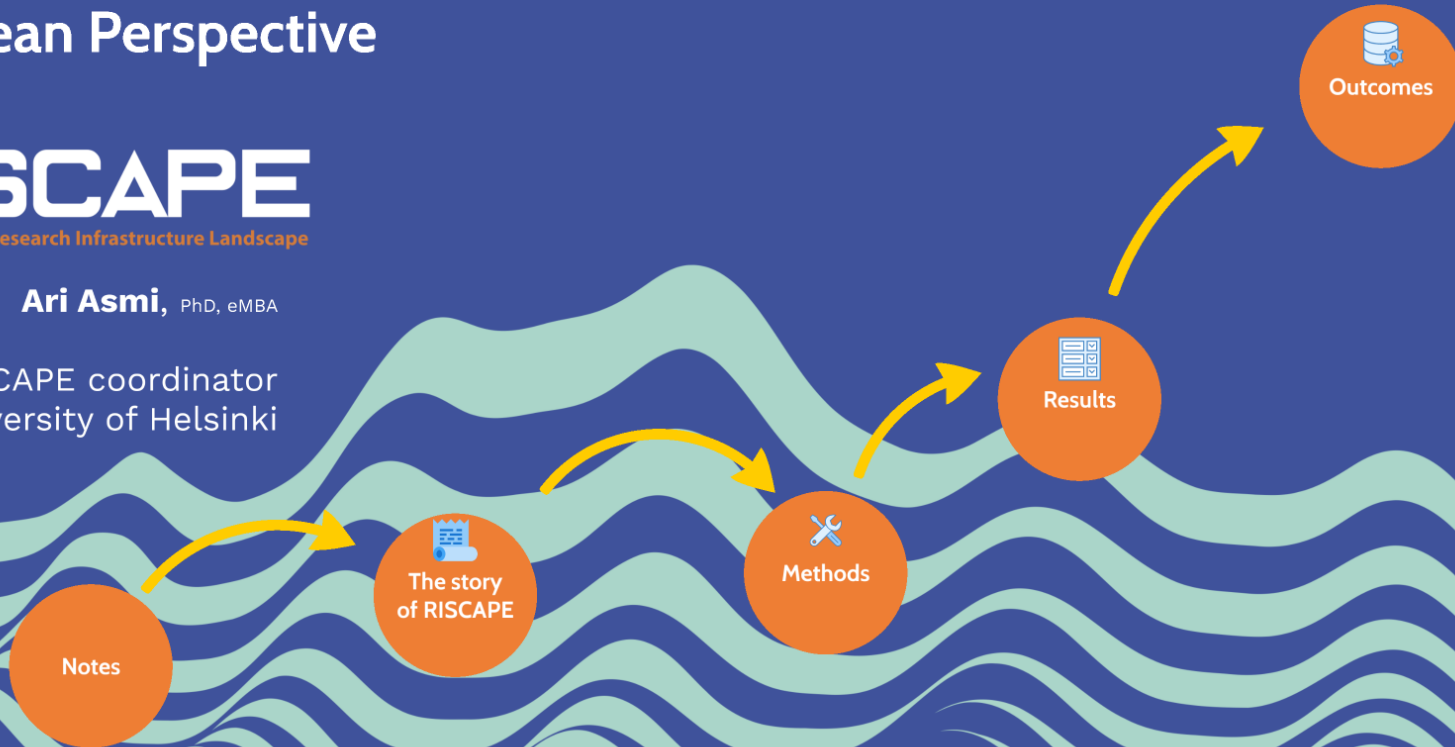 ean Perspective
SCAPE
esearch Infrastructure Landscape
Ari Asmi, PhD, eMBA
CAPE coordinator
versity of Helsinki
Outcomes
Results
Methods
The story
of RISCAPE
Notes